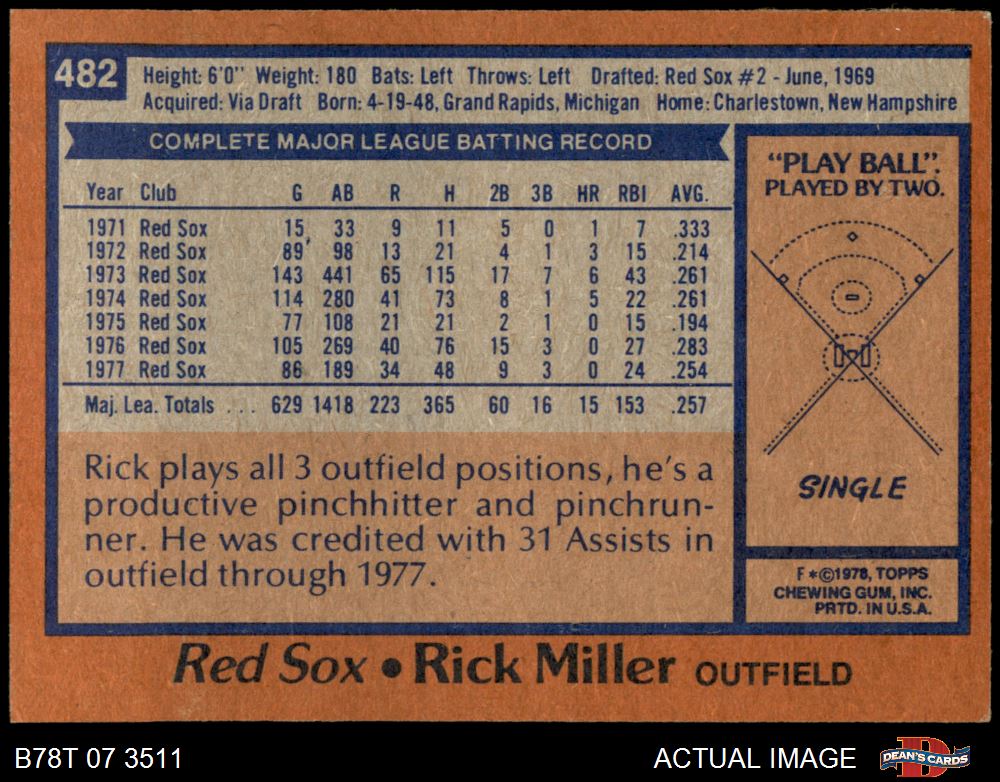 482
Height: 6'0" Weight: 180 Bats: Left Throws: Left Drafted: Red Sox #2 - June, 1969
Acquired: Via Draft Born: 4-19-48, Grand Rapids, Michigan Home: Charlestown, New Hampshire
COMPLETE MAJOR LEAGUE BATTING RECORD
Year Club G AB R H 2B 3B HR RBI AVG.
1971 Red Sox 15 33 9 11 5 0 1 7 .333
1972 Red Sox 89 98 13 21 4 1 3 15 .214
1973 Red Sox 143 441 65 115 17 7 6 43 .261
1974 Red Sox 114 280 41 73 8 1 5 22 .261
1975 Red Sox 77 108 21 21 2 1 0 15 .194
1976 Red Sox 105 269 40 76 15 3 0 27 .283
1977 Red Sox 86 189 34 48 9 3 0 24 .254
Maj. Lea. Totals . . . 629 1418 223 365 60 16 15 153 .257
Rick plays all 3 outfield positions, he's a
productive pinchhitter and pinchrun-
ner. He was credited with 31 Assists in
outfield through 1977.
"PLAY BALL".
PLAYED BY TWO.
SINGLE
F*©1978, TOPPS
CHEWING GUM, INC.
PRTD. IN U.S.A.
Red Sox • Rick Miller OUTFIELD
B78T 07 3511
ACTUAL IMAGE
D
DEAN'S CARDS